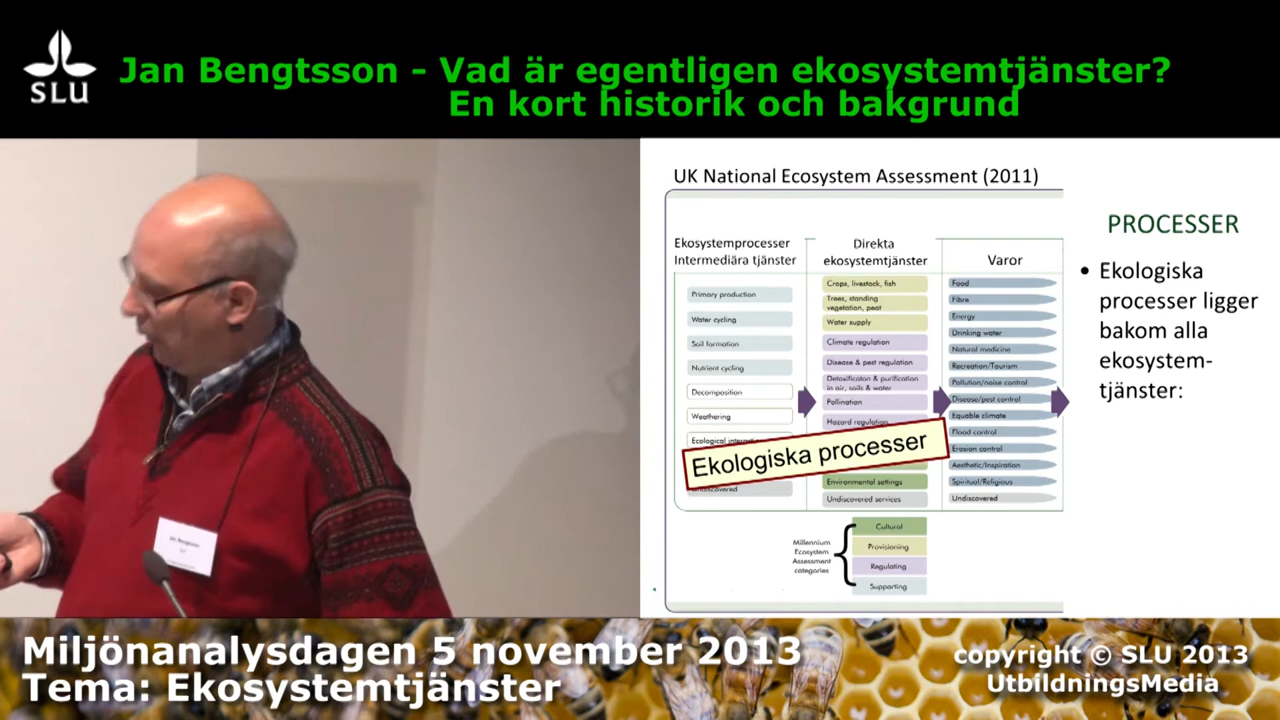 SLU
Jan Bengtsson - Vad är egentligen ekosystemtjänster?
En kort historik och bakgrund
UK National Ecosystem Assessment (2011)
Ekosystemprocesser
Intermediära tjänster
Primary production
Water cycling
Soil formation
Nutrient cycling
Decomposition
Weathering
Ecological
Direkta
ekosystemtjänster
Crops, livestock, fish
Trees, standing
vegetation, peat
Water supply
Climate regulation
Disease & pest regulation
Detoxification & purification
in air, soils & water
Pollination
Hazard regulation
Environmental settings
Undiscovered services
Varor
Food
Fibre
Energy
Drinking water
Natural medicine
Recreation/Tourism
Pollution/noise control
Disease/pest control
Equable climate
Flood control
Erosion control
Aesthetic/Inspiration
Spiritual/Religious
Undiscovered
Ekologiska processer
Undiscovered
Millennium
Ecosystem
Assessment
categories
Cultural
Provisioning
Regulating
Supporting
PROCESSER
• Ekologiska
processer ligger
bakom alla
ekosystem-
tjänster:
Jan Bengtsson
Miljönanalysdagen 5 november 2013
Tema: Ekosystemtjänster
copyright © SLU 2013
UtbildningsMedia